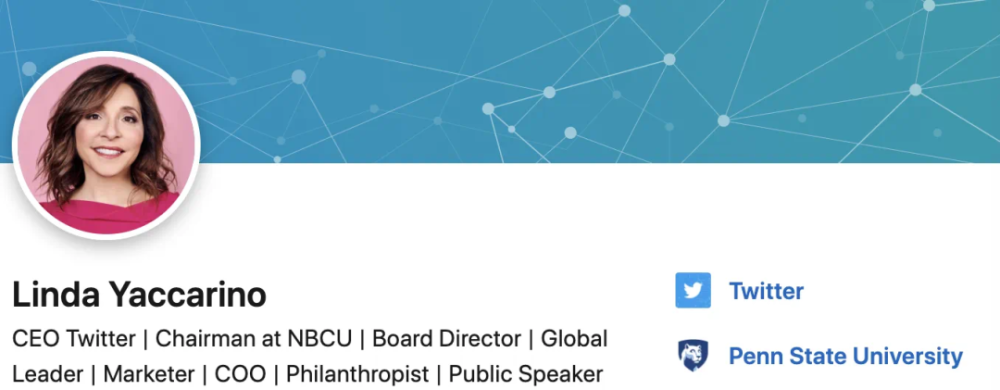 Linda Yaccarino
CEO Twitter | Chairman at NBCU | Board Director | Global
Leader | Marketer | COO | Philanthropist | Public Speaker
Twitter
Penn State University